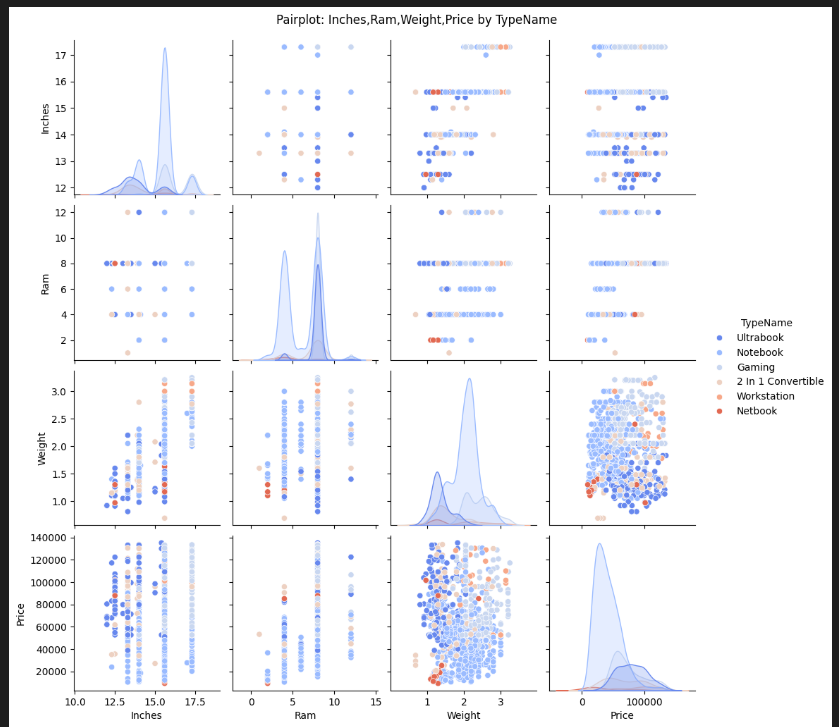 Pairplot: Inches,Ram,Weight,Price by TypeName
17
16
15
14
13
12
Inches
12
10
8
6
4
2
Ram
3.0
2.5
2.0
1.5
1.0
Weight
140000
120000
100000
80000
60000
40000
20000
Price
10.0 12.5 15.0 17.5
Inches
0 5 10 15
Ram
1 2 3
Weight
0 100000
Price
TypeName
Ultrabook
Notebook
Gaming
2 In 1 Convertible
Workstation
Netbook